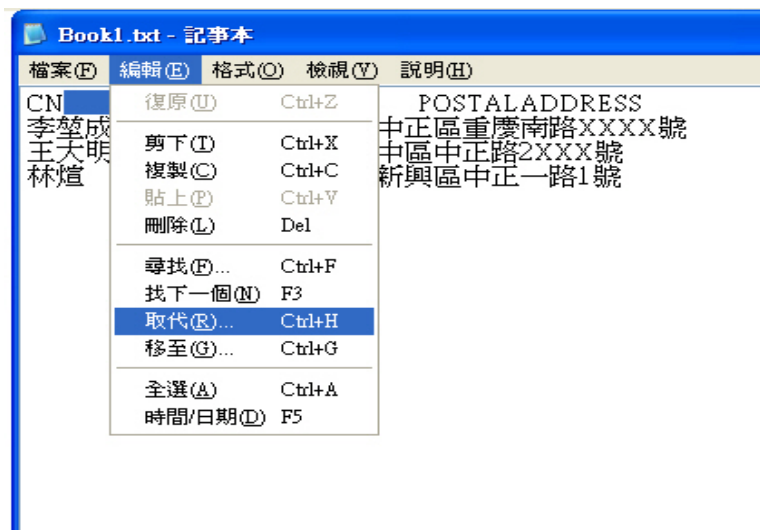 Book1.txt - 記事本
檔案(F) 編輯(E) 格式(O) 檢視(V) 說明(H)
CN POSTALADDRESS
李堃成 中正區重慶南路XXXX號
王大明 中區中正路2XXX號
林煊 新興區中正一路1號
復原(U) Ctrl+Z
剪下(T) Ctrl+X
複製(C) Ctrl+C
貼上(P) Ctrl+V
刪除(L) Del
尋找(F)... Ctrl+F
找下一個(N) F3
取代(R)... Ctrl+H
移至(G)... Ctrl+G
全選(A) Ctrl+A
時間/日期(D) F5